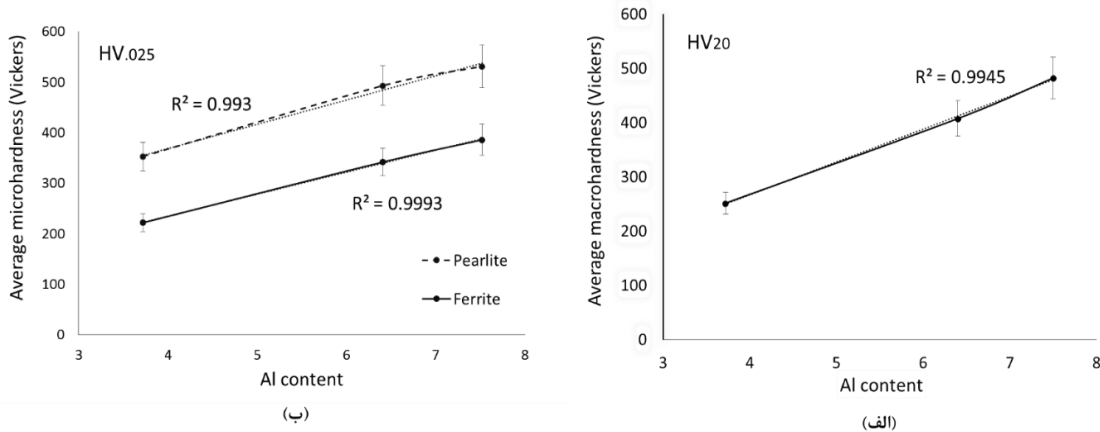 HV.025
Average microhardness (Vickers)
600
500
400
300
200
100
0
R² = 0.993
R² = 0.9993
Pearlite
Ferrite
3 4 5 6 7 8
Al content
(ب)
HV20
Average macrohardness (Vickers)
600
500
400
300
200
100
0
R² = 0.9945
3 4 5 6 7 8
Al content
(الف)